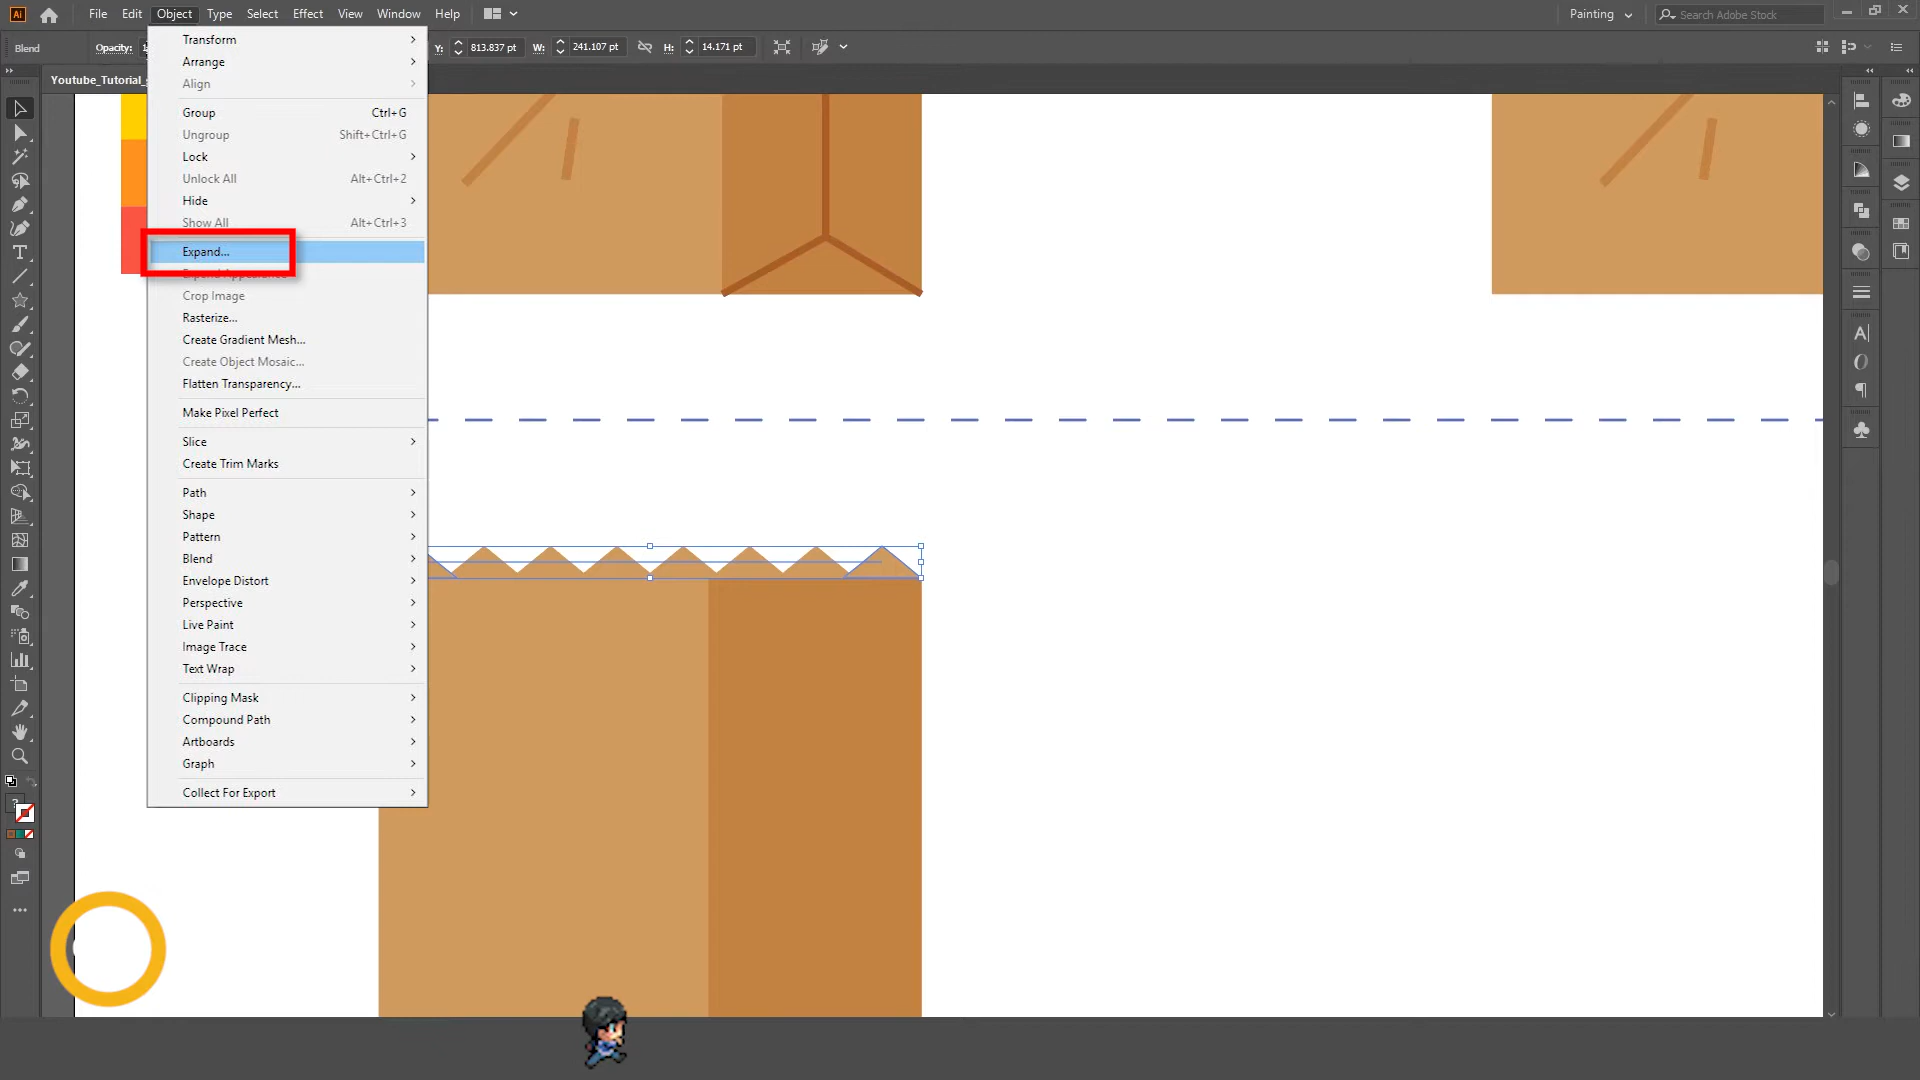 Ai File Edit Object Type Select Effect View Window Help Painting Search Adobe Stock
Blend Opacity: Y: 813.837 pt W: 241.107 pt H: 14.171 pt
Youtube_Tutorial_
Transform
Arrange
Align
Group Ctrl+G
Ungroup Shift+Ctrl+G
Lock
Unlock All Alt+Ctrl+2
Hide
Show All Alt+Ctrl+3
Expand...
Expand Appearance
Crop Image
Rasterize...
Create Gradient Mesh...
Create Object Mosaic...
Flatten Transparency...
Make Pixel Perfect
Slice
Create Trim Marks
Path
Shape
Pattern
Blend
Envelope Distort
Perspective
Live Paint
Image Trace
Text Wrap
Clipping Mask
Compound Path
Artboards
Graph
Collect For Export